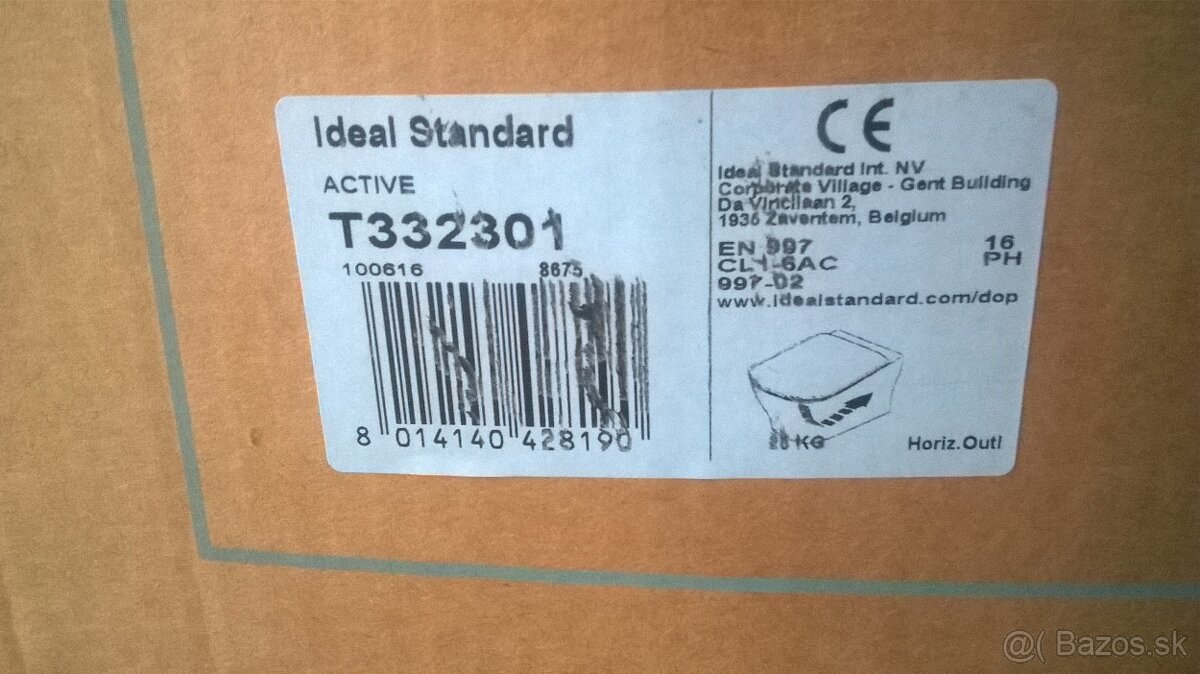 Ideal Standard
ACTIVE
T332301
100616 8675
8 014140 428190
CE
Ideal Standard Int. NV
Corporate Village - Gent Building
Da Vincilaan 2,
1935 Zaventem, Belgium
EN 997 16
CL1-6AC PH
997-02
www.idealstandard.com/dop
KG
Horiz.Outl
@( Bazos.sk